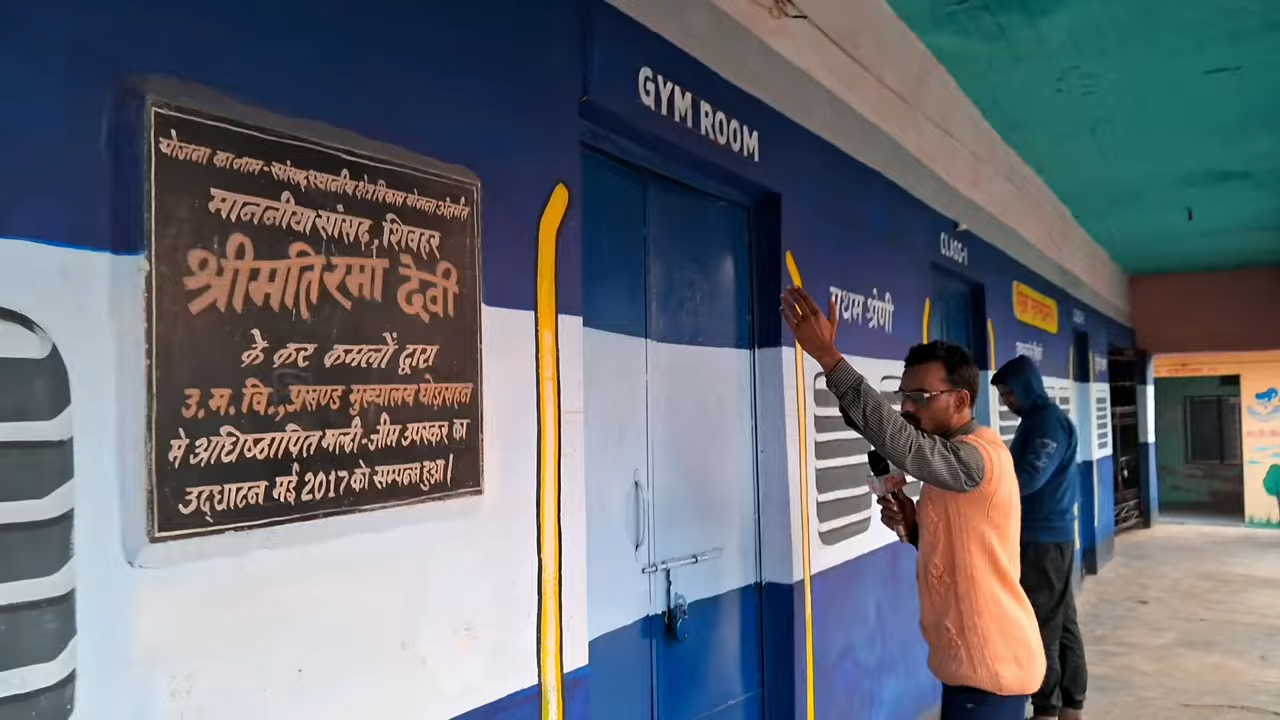 योजना का नाम - सांसद स्थानीय क्षेत्र विकास योजना अंतर्गत
माननीया सांसद, शिवहर
श्रीमति रमा देवी
के कर कमलों द्वारा
उ. म. वि., प्रखण्ड मुख्यालय घोड़ासहन
मे अधिष्ठापित मल्टी-जीम उपस्कर का
उद्घाटन मई 2017 को सम्पन्न हुआ।
GYM ROOM
CLASS-1
प्रथम श्रेणी